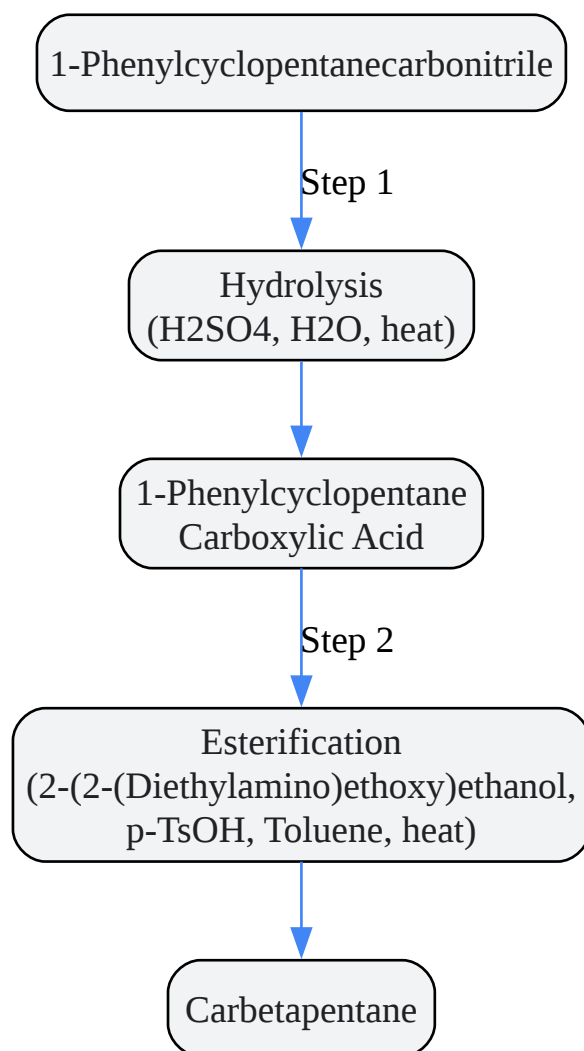 1-Phenylcyclopentanecarbonitrile
Step 1
Hydrolysis
(H2SO4, H2O, heat)
1-Phenylcyclopentane
Carboxylic Acid
Step 2
Esterification
(2-(2-(Diethylamino)ethoxy)ethanol,
p-TsOH, Toluene, heat)
Carbetapentane